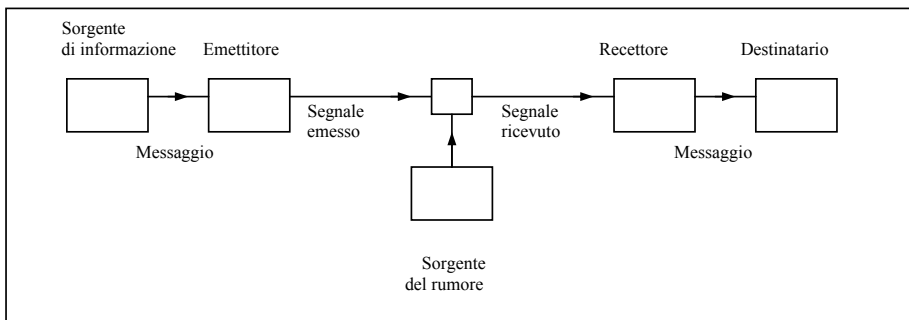 Sorgente
di informazione
Emettitore
Recettore
Destinatario
Segnale
emesso
Segnale
ricevuto
Messaggio
Messaggio
Sorgente
del rumore